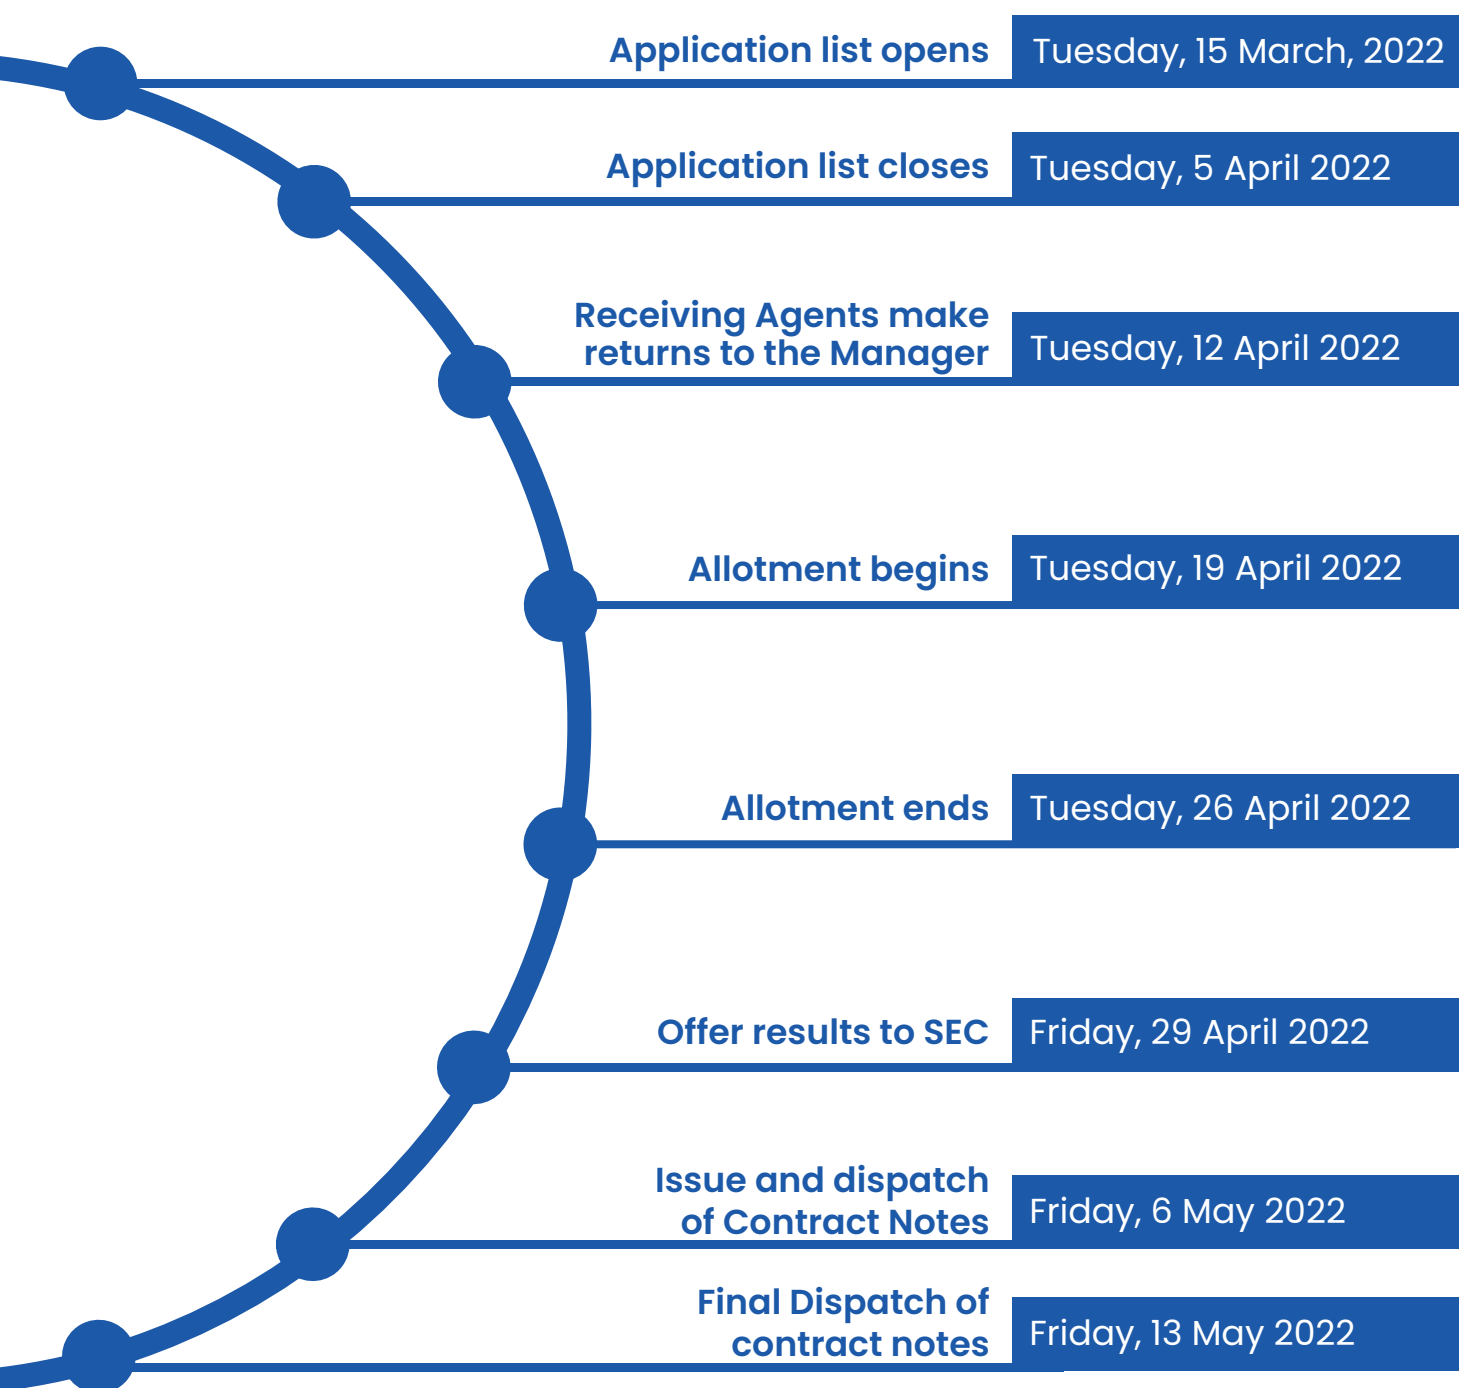 Application list opens
Tuesday, 15 March, 2022
Application list closes
Tuesday, 5 April 2022
Receiving Agents make
returns to the Manager
Tuesday, 12 April 2022
Allotment begins
Tuesday, 19 April 2022
Allotment ends
Tuesday, 26 April 2022
Offer results to SEC
Friday, 29 April 2022
Issue and dispatch
of Contract Notes
Friday, 6 May 2022
Final Dispatch of
contract notes
Friday, 13 May 2022